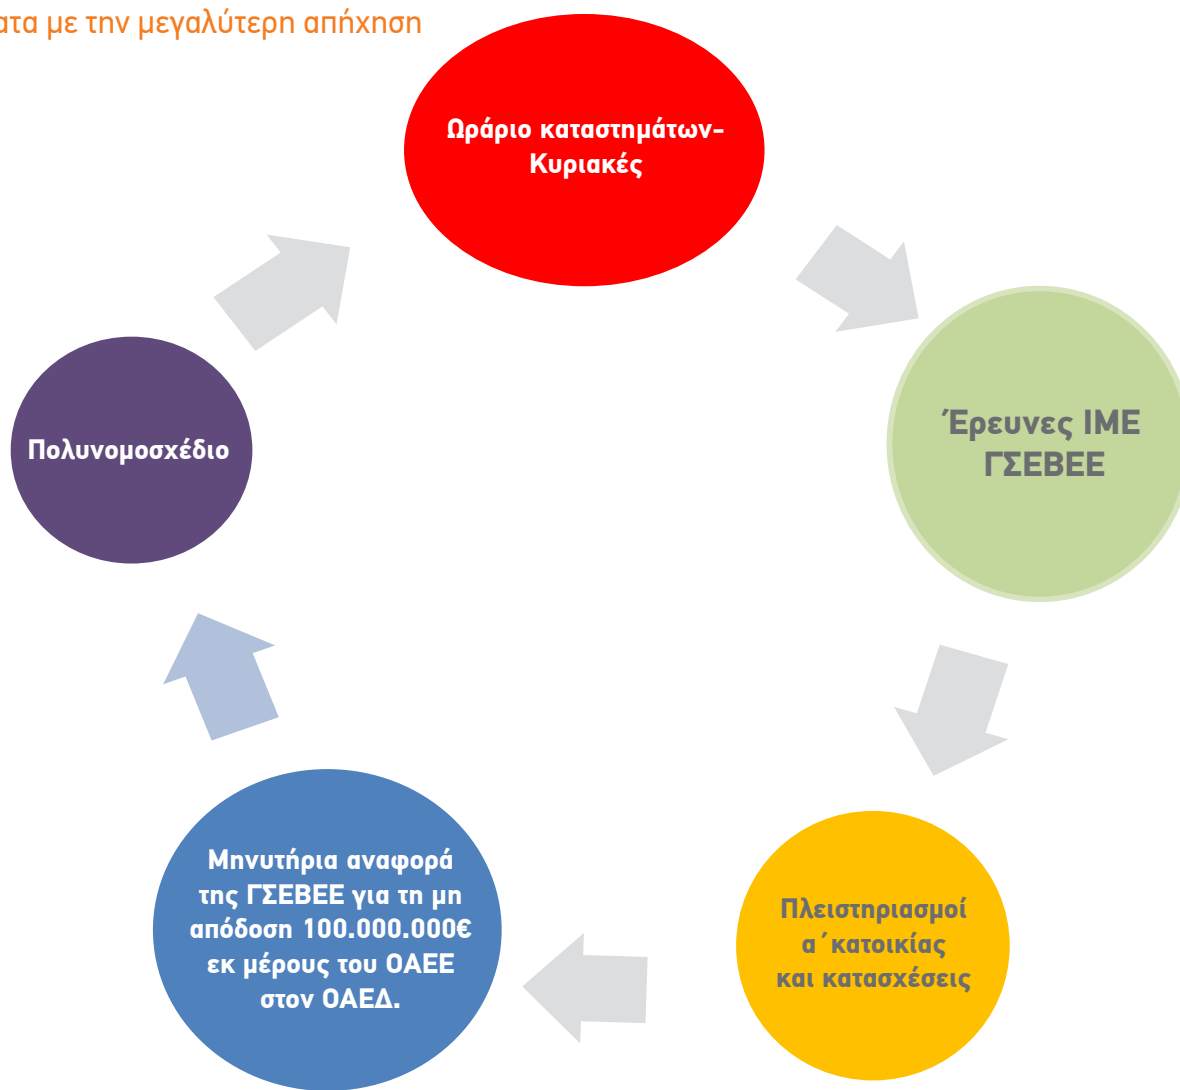 με την μεγαλύτερη απήχηση
Ωράριο καταστημάτων-
Κυριακές
Έρευνες ΙΜΕ
ΓΣΕΒΕΕ
Πλειστηριασμοί
α΄κατοικίας
και κατασχέσεις
Μηνυτήρια αναφορά
της ΓΣΕΒΕΕ για τη μη
απόδοση 100.000.000€
εκ μέρους του ΟΑΕΕ
στον ΟΑΕΔ.
Πολυνομοσχέδιο